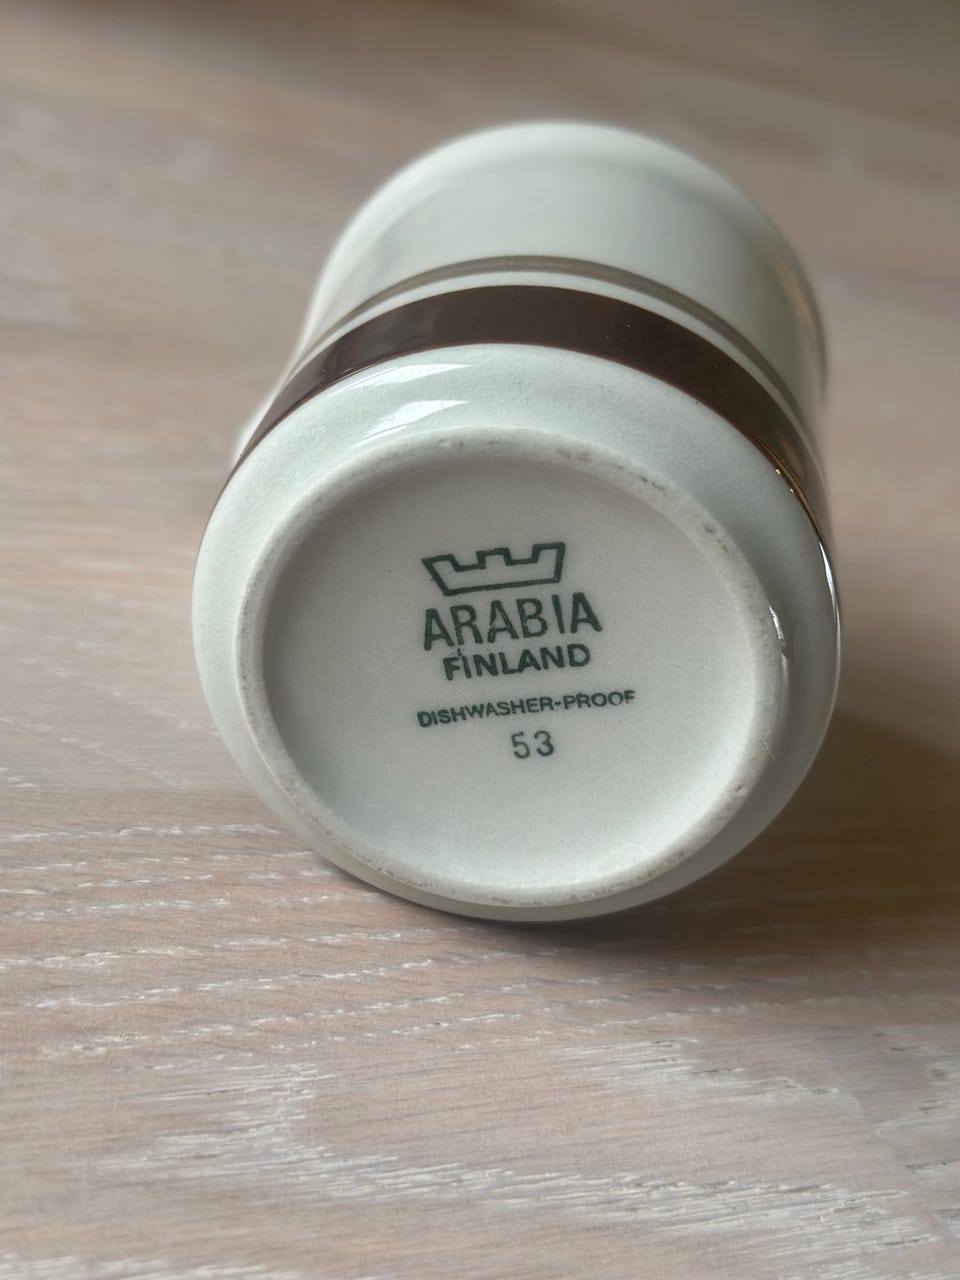 ARABIA
FINLAND
DISHWASHER-PROOF
53